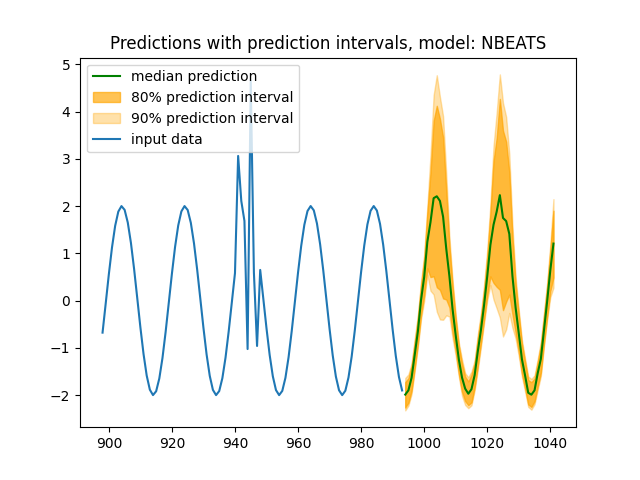 Predictions with prediction intervals, model: NBEATS
5
4
3
2
1
0
−1
−2
median prediction
80% prediction interval
90% prediction interval
input data
900 920 940 960 980 1000 1020 1040